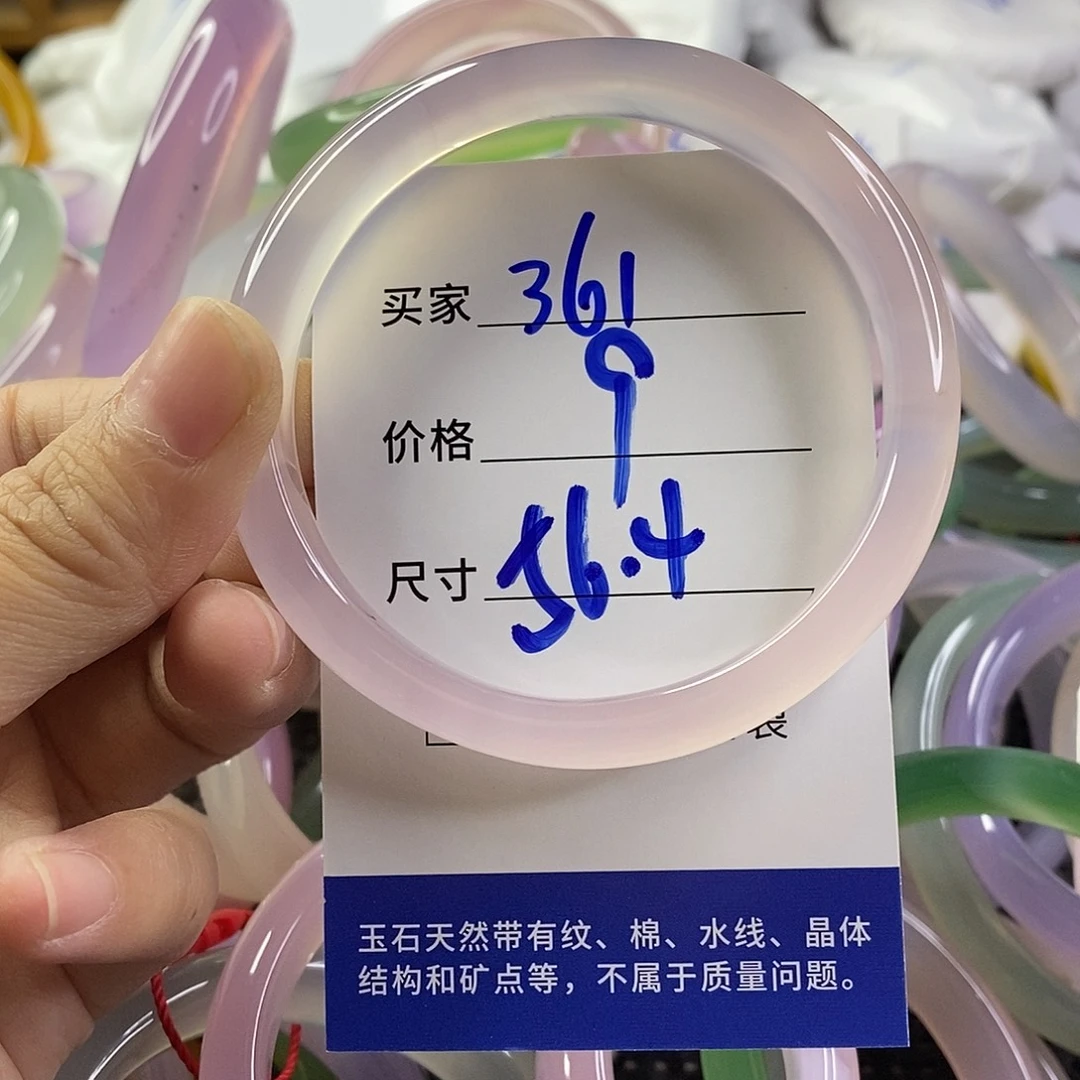 买家 361
价格 9
尺寸 56.4
裝
玉石天然带有纹、棉、水线、晶体
结构和矿点等，不属于质量问题。